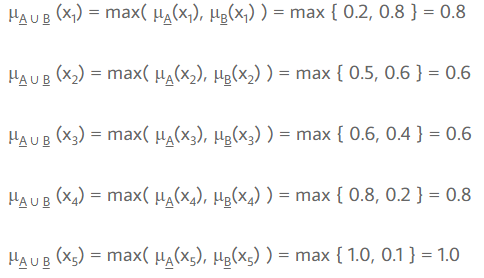 μA̲ ∪ B̲ (x₁) = max( μA̲(x₁), μB̲(x₁) ) = max { 0.2, 0.8 } = 0.8
μA̲ ∪ B̲ (x₂) = max( μA̲(x₂), μB̲(x₂) ) = max { 0.5, 0.6 } = 0.6
μA̲ ∪ B̲ (x₃) = max( μA̲(x₃), μB̲(x₃) ) = max { 0.6, 0.4 } = 0.6
μA̲ ∪ B̲ (x₄) = max( μA̲(x₄), μB̲(x₄) ) = max { 0.8, 0.2 } = 0.8
μA̲ ∪ B̲ (x₅) = max( μA̲(x₅), μB̲(x₅) ) = max { 1.0, 0.1 } = 1.0